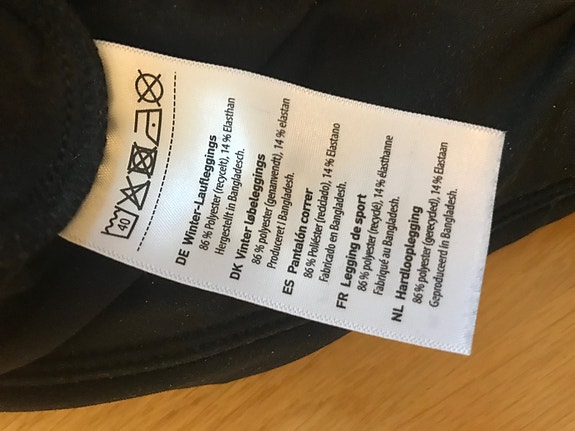 40
DE Winter-Laufleggings
86 % Polyester (recycelt), 14 % Elasthan
Hergestellt in Bangladesch.
DK Vinter løbeleggings
86 % polyester (genanvendt), 14 % elastan
Produceret i Bangladesh.
ES Pantalón correr
86 % Poliéster (reciclado), 14 % Elastano
Fabricado en Bangladesh.
FR Legging de sport
86 % polyester (recyclé), 14 % élasthanne
Fabriqué au Bangladesh.
NL Hardlooplegging
86 % polyester (gerecycled), 14 % Elastaan
Geproduceerd in Bangladesh.